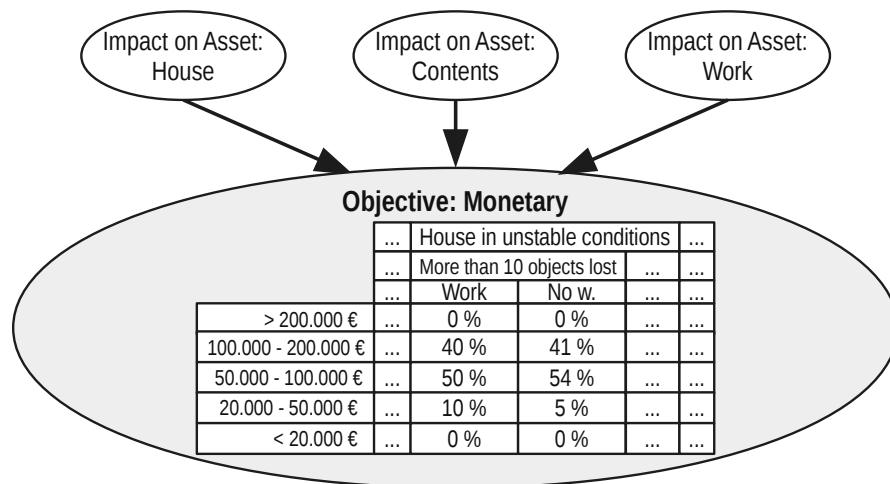 Impact on Asset:
House
Impact on Asset:
Contents
Impact on Asset:
Work
Objective: Monetary
... House in unstable conditions ...
... More than 10 objects lost ... ...
... Work No w. ... ...
> 200.000 € ... 0 % 0 %
100.000 - 200.000 € ... 40 % 41 % ... ...
50.000 - 100.000 € ... 50 % 54 % ... ...
20.000 - 50.000 € ... 10 % 5 % ... ...
< 20.000 € ... 0 % 0 % ... ...